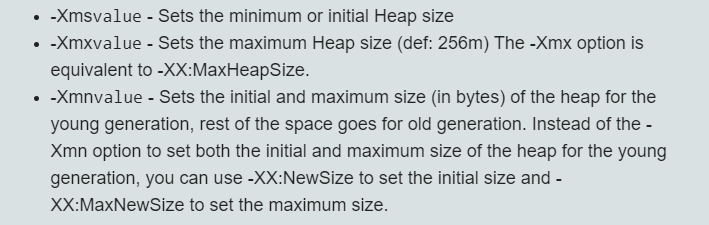 • -Xmsvalue - Sets the minimum or initial Heap size
• -Xmxvalue - Sets the maximum Heap size (def: 256m) The -Xmx option is
equivalent to -XX:MaxHeapSize.
• -Xmnvalue - Sets the initial and maximum size (in bytes) of the heap for the
young generation, rest of the space goes for old generation. Instead of the -
Xmn option to set both the initial and maximum size of the heap for the young
generation, you can use -XX:NewSize to set the initial size and -
XX:MaxNewSize to set the maximum size.